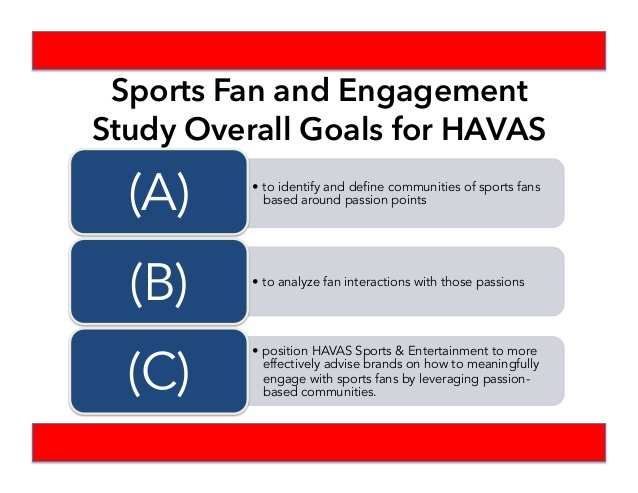 Sports Fan and Engagement
Study Overall Goals for HAVAS
(A)
• to identify and define communities of sports fans
based around passion points
(B)
• to analyze fan interactions with those passions
(C)
• position HAVAS Sports & Entertainment to more
effectively advise brands on how to meaningfully
engage with sports fans by leveraging passion-
based communities.